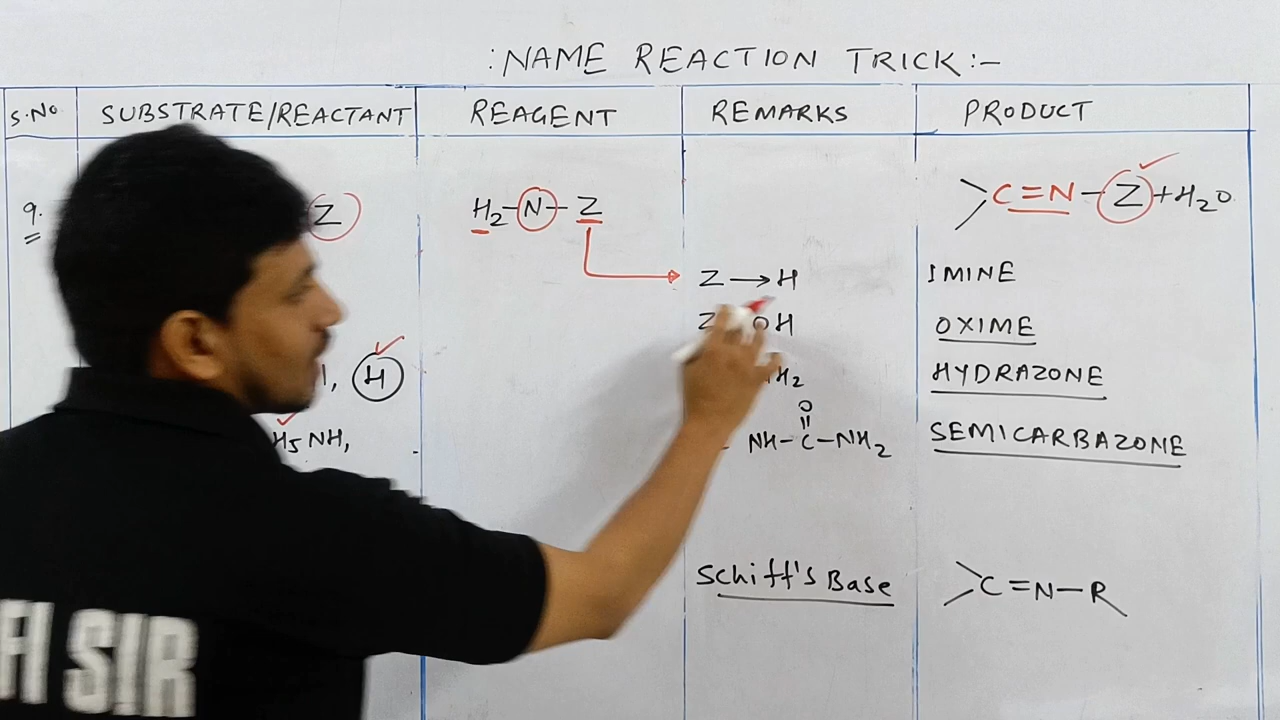 :NAME REACTION TRICK:-
S.No. SUBSTRATE/REACTANT REAGENT REMARKS PRODUCT
9. Z H2-N-Z >C=N-Z+H2O
Z→H IMINE
Z OH OXIME
H H2 HYDRAZONE
O
H5NH, NH-C-NH2 SEMICARBAZONE
Schiff's Base >C=N-R
SIR